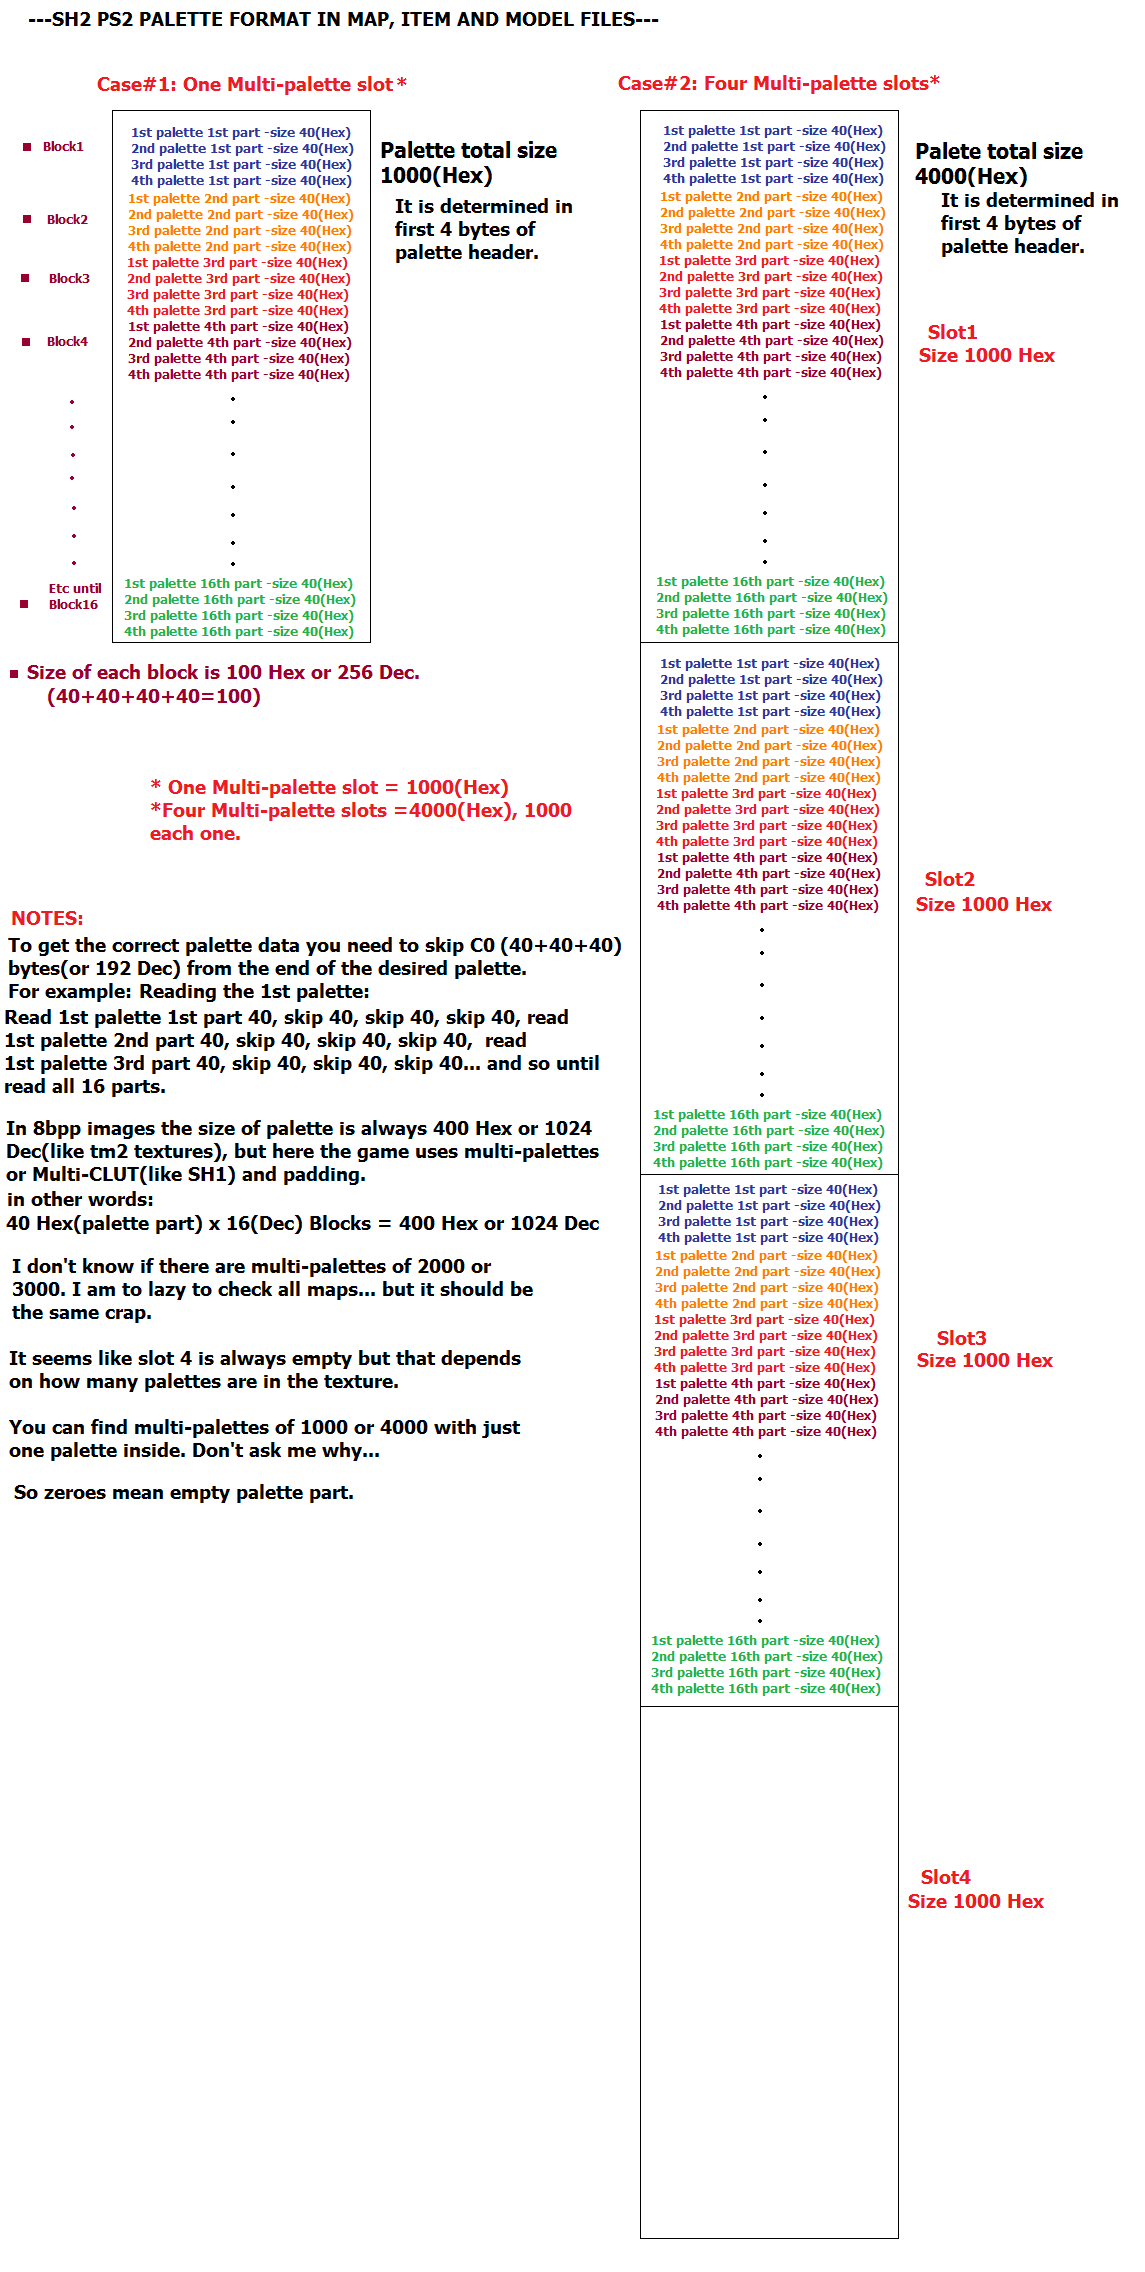 ---SH2 PS2 PALETTE FORMAT IN MAP, ITEM AND MODEL FILES---
Case#1: One Multi-palette slot *
Block1
Block2
Block3
Block4
Etc until
Block16
1st palette 1st part -size 40(Hex)
2nd palette 1st part -size 40(Hex)
3rd palette 1st part -size 40(Hex)
4th palette 1st part -size 40(Hex)
1st palette 2nd part -size 40(Hex)
2nd palette 2nd part -size 40(Hex)
3rd palette 2nd part -size 40(Hex)
4th palette 2nd part -size 40(Hex)
1st palette 3rd part -size 40(Hex)
2nd palette 3rd part -size 40(Hex)
3rd palette 3rd part -size 40(Hex)
4th palette 3rd part -size 40(Hex)
1st palette 4th part -size 40(Hex)
2nd palette 4th part -size 40(Hex)
3rd palette 4th part -size 40(Hex)
4th palette 4th part -size 40(Hex)
1st palette 16th part -size 40(Hex)
2nd palette 16th part -size 40(Hex)
3rd palette 16th part -size 40(Hex)
4th palette 16th part -size 40(Hex)
Palette total size
1000(Hex)
It is determined in
first 4 bytes of
palette header.
Size of each block is 100 Hex or 256 Dec.
(40+40+40+40=100)
* One Multi-palette slot = 1000(Hex)
*Four Multi-palette slots =4000(Hex), 1000
each one.
NOTES:
To get the correct palette data you need to skip C0 (40+40+40)
bytes(or 192 Dec) from the end of the desired palette.
For example: Reading the 1st palette:
Read 1st palette 1st part 40, skip 40, skip 40, skip 40, read
1st palette 2nd part 40, skip 40, skip 40, skip 40,  read
1st palette 3rd part 40, skip 40, skip 40, skip 40... and so until
read all 16 parts.
In 8bpp images the size of palette is always 400 Hex or 1024
Dec(like tm2 textures), but here the game uses multi-palettes
or Multi-CLUT(like SH1) and padding.
in other words:
40 Hex(palette part) x 16(Dec) Blocks = 400 Hex or 1024 Dec
I don't know if there are multi-palettes of 2000 or
3000. I am to lazy to check all maps... but it should be
the same crap.
It seems like slot 4 is always empty but that depends
on how many palettes are in the texture.
You can find multi-palettes of 1000 or 4000 with just
one palette inside. Don't ask me why...
So zeroes mean empty palette part.
Case#2: Four Multi-palette slots*
1st palette 1st part -size 40(Hex)
2nd palette 1st part -size 40(Hex)
3rd palette 1st part -size 40(Hex)
4th palette 1st part -size 40(Hex)
1st palette 2nd part -size 40(Hex)
2nd palette 2nd part -size 40(Hex)
3rd palette 2nd part -size 40(Hex)
4th palette 2nd part -size 40(Hex)
1st palette 3rd part -size 40(Hex)
2nd palette 3rd part -size 40(Hex)
3rd palette 3rd part -size 40(Hex)
4th palette 3rd part -size 40(Hex)
1st palette 4th part -size 40(Hex)
2nd palette 4th part -size 40(Hex)
3rd palette 4th part -size 40(Hex)
4th palette 4th part -size 40(Hex)
1st palette 16th part -size 40(Hex)
2nd palette 16th part -size 40(Hex)
3rd palette 16th part -size 40(Hex)
4th palette 16th part -size 40(Hex)
Palete total size
4000(Hex)
It is determined in
first 4 bytes of
palette header.
Slot1
Size 1000 Hex
1st palette 1st part -size 40(Hex)
2nd palette 1st part -size 40(Hex)
3rd palette 1st part -size 40(Hex)
4th palette 1st part -size 40(Hex)
1st palette 2nd part -size 40(Hex)
2nd palette 2nd part -size 40(Hex)
3rd palette 2nd part -size 40(Hex)
4th palette 2nd part -size 40(Hex)
1st palette 3rd part -size 40(Hex)
2nd palette 3rd part -size 40(Hex)
3rd palette 3rd part -size 40(Hex)
4th palette 3rd part -size 40(Hex)
1st palette 4th part -size 40(Hex)
2nd palette 4th part -size 40(Hex)
3rd palette 4th part -size 40(Hex)
4th palette 4th part -size 40(Hex)
1st palette 16th part -size 40(Hex)
2nd palette 16th part -size 40(Hex)
3rd palette 16th part -size 40(Hex)
4th palette 16th part -size 40(Hex)
Slot2
Size 1000 Hex
1st palette 1st part -size 40(Hex)
2nd palette 1st part -size 40(Hex)
3rd palette 1st part -size 40(Hex)
4th palette 1st part -size 40(Hex)
1st palette 2nd part -size 40(Hex)
2nd palette 2nd part -size 40(Hex)
3rd palette 2nd part -size 40(Hex)
4th palette 2nd part -size 40(Hex)
1st palette 3rd part -size 40(Hex)
2nd palette 3rd part -size 40(Hex)
3rd palette 3rd part -size 40(Hex)
4th palette 3rd part -size 40(Hex)
1st palette 4th part -size 40(Hex)
2nd palette 4th part -size 40(Hex)
3rd palette 4th part -size 40(Hex)
4th palette 4th part -size 40(Hex)
1st palette 16th part -size 40(Hex)
2nd palette 16th part -size 40(Hex)
3rd palette 16th part -size 40(Hex)
4th palette 16th part -size 40(Hex)
Slot3
Size 1000 Hex
Slot4
Size 1000 Hex